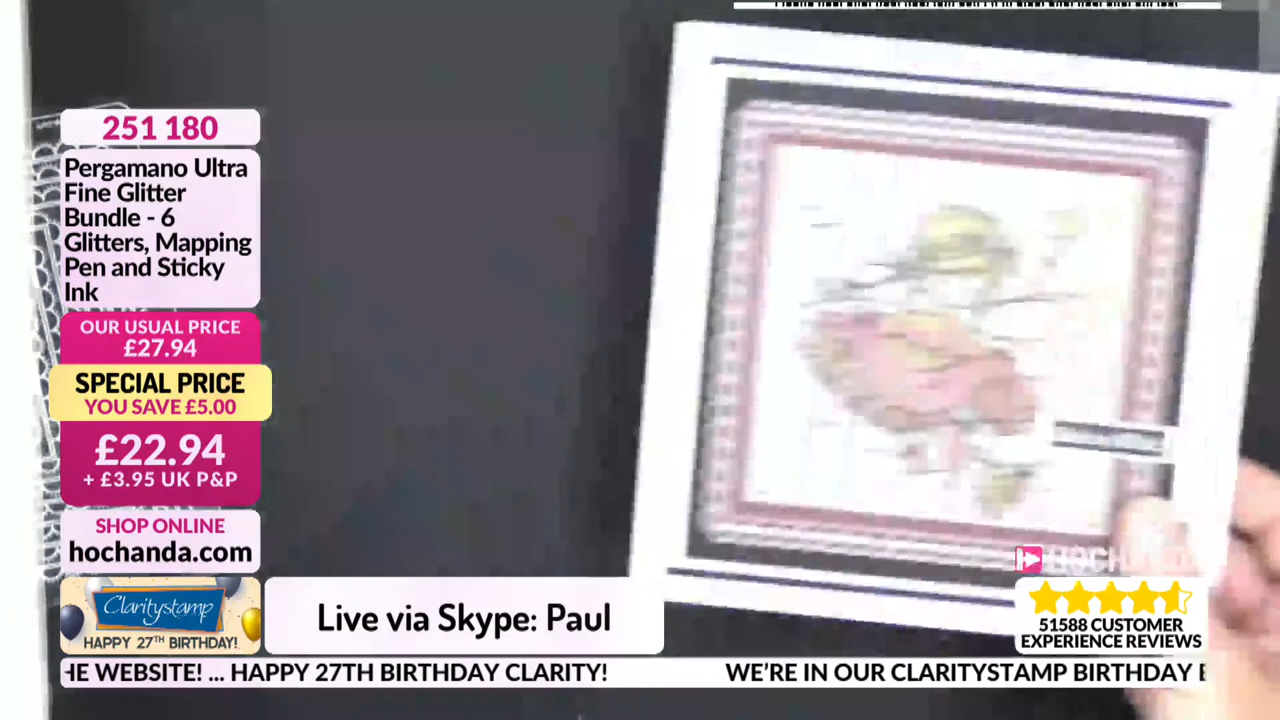 251 180
Pergamano Ultra
Fine Glitter
Bundle - 6
Glitters, Mapping
Pen and Sticky
Ink
OUR USUAL PRICE
£27.94
SPECIAL PRICE
YOU SAVE £5.00
£22.94
+ £3.95 UK P&P
SHOP ONLINE
hochanda.com
Claritystamp
HAPPY 27TH BIRTHDAY!
Live via Skype: Paul
HOCHANDA
51588 CUSTOMER
EXPERIENCE REVIEWS
HE WEBSITE! ... HAPPY 27TH BIRTHDAY CLARITY! WE'RE IN OUR CLARITYSTAMP BIRTHDAY